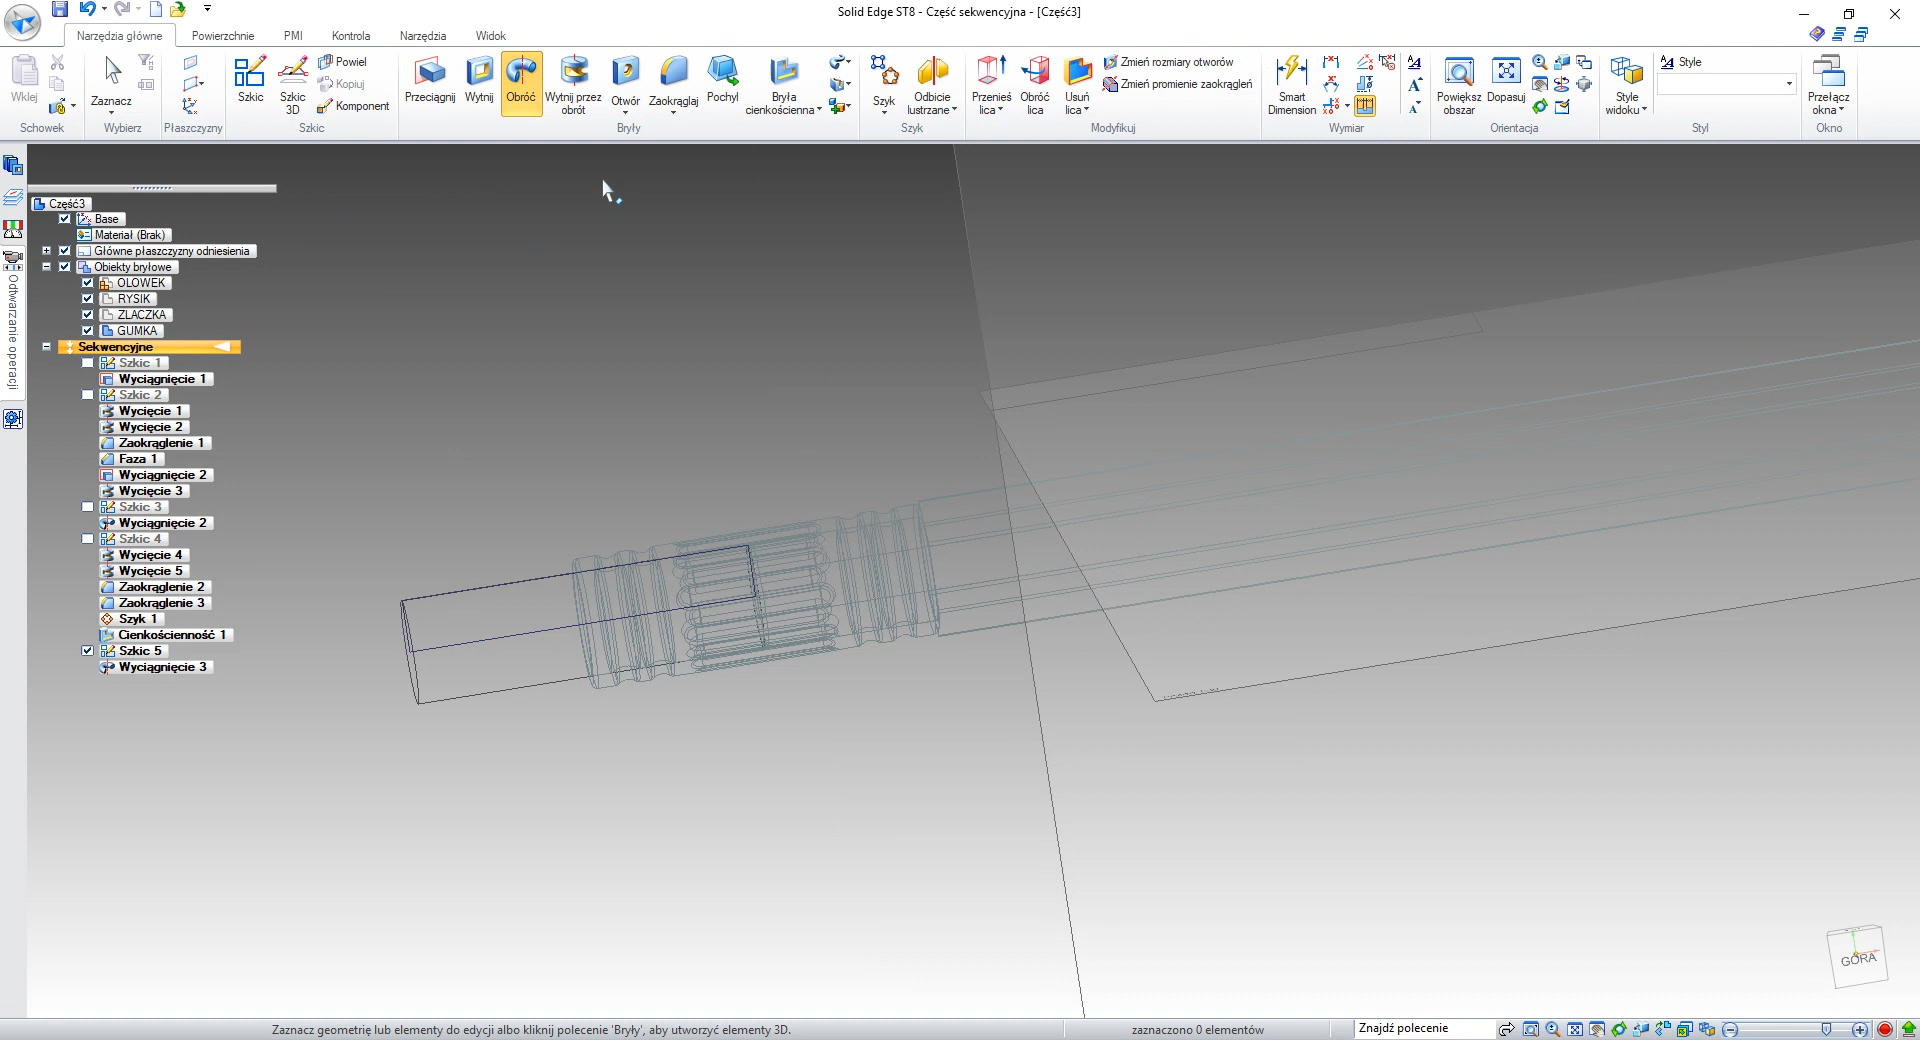 Solid Edge ST8 - Część sekwencyjna - [Część3]
Narzędzia główne
Powierzchnie
PMI
Kontrola
Narzędzia
Widok
Wklej
Schowek
Zaznacz
Wybierz
Płaszczyzny
Szkic
Szkic 3D
Powiel
Kopiuj
Komponent
Szkic
Przeciągnij
Wytnij
Obróć
Wytnij przez obrót
Otwór
Zaokrąglaj
Pochyl
Bryła cienkościenna
Bryły
Szyk
Odbicie lustrzane
Szyk
Przenieś lica
Obróć lica
Usuń lica
Zmień rozmiary otworów
Zmień promienie zaokrągleń
Modyfikuj
Smart Dimension
Wymiar
Powiększ obszar
Dopasuj
Orientacja
Style widoku
Style
Styl
Przełącz okna
Okno
Odtwarzanie operacji
Część3
Base
Materiał (Brak)
Główne płaszczyzny odniesienia
Obiekty bryłowe
OLOWEK
RYSIK
ZLACZKA
GUMKA
Sekwencyjne
Szkic 1
Wyciągnięcie 1
Szkic 2
Wycięcie 1
Wycięcie 2
Zaokrąglenie 1
Faza 1
Wyciągnięcie 2
Wycięcie 3
Szkic 3
Wyciągnięcie 2
Szkic 4
Wycięcie 4
Wycięcie 5
Zaokrąglenie 2
Zaokrąglenie 3
Szyk 1
Cienkościenność 1
Szkic 5
Wyciągnięcie 3
GÓRA
Zaznacz geometrię lub elementy do edycji albo kliknij polecenie 'Bryły', aby utworzyć elementy 3D.
zaznaczono 0 elementów
Znajdź polecenie